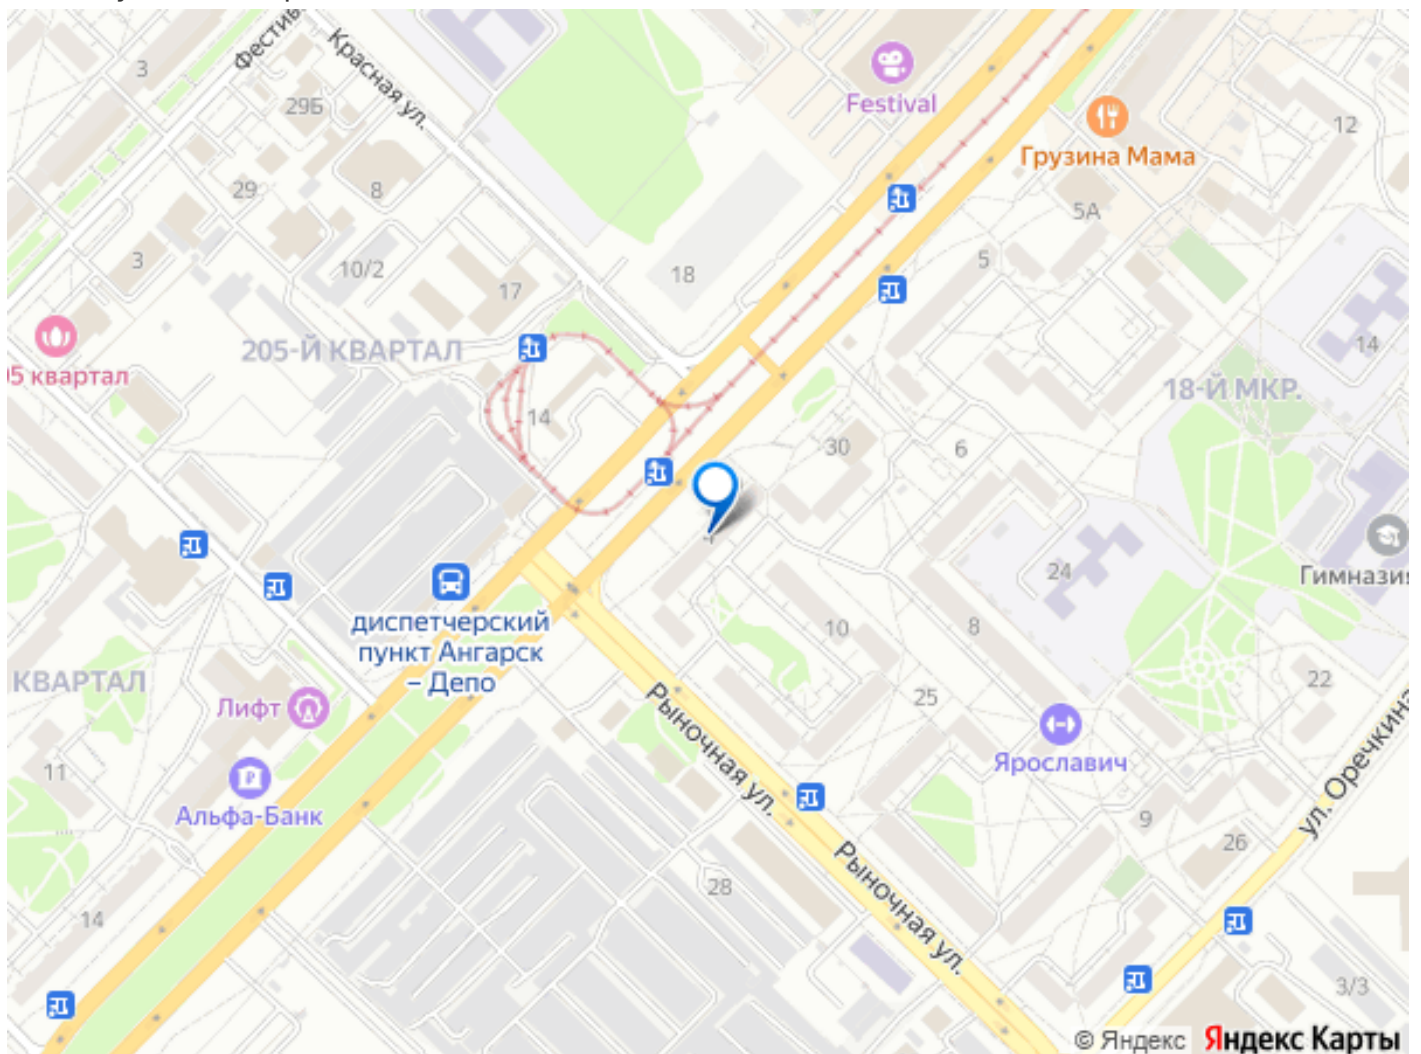 Фестив
Красная ул.
3
29Б
29
8
3
10/2
17
18
Festival
Грузина Мама
12
5А
5
14
205-Й КВАРТАЛ
5 квартал
14
18-Й МКР.
30
6
24
Гимназия
диспетчерский
пункт Ангарск
– Депо
10
8
КВАРТАЛ
Лифт
25
22
Рыночная ул.
Ярославич
11
Альфа-Банк
ул. Оречкина
9
26
Рыночная ул.
28
14
3/3
© Яндекс Яндекс Карты